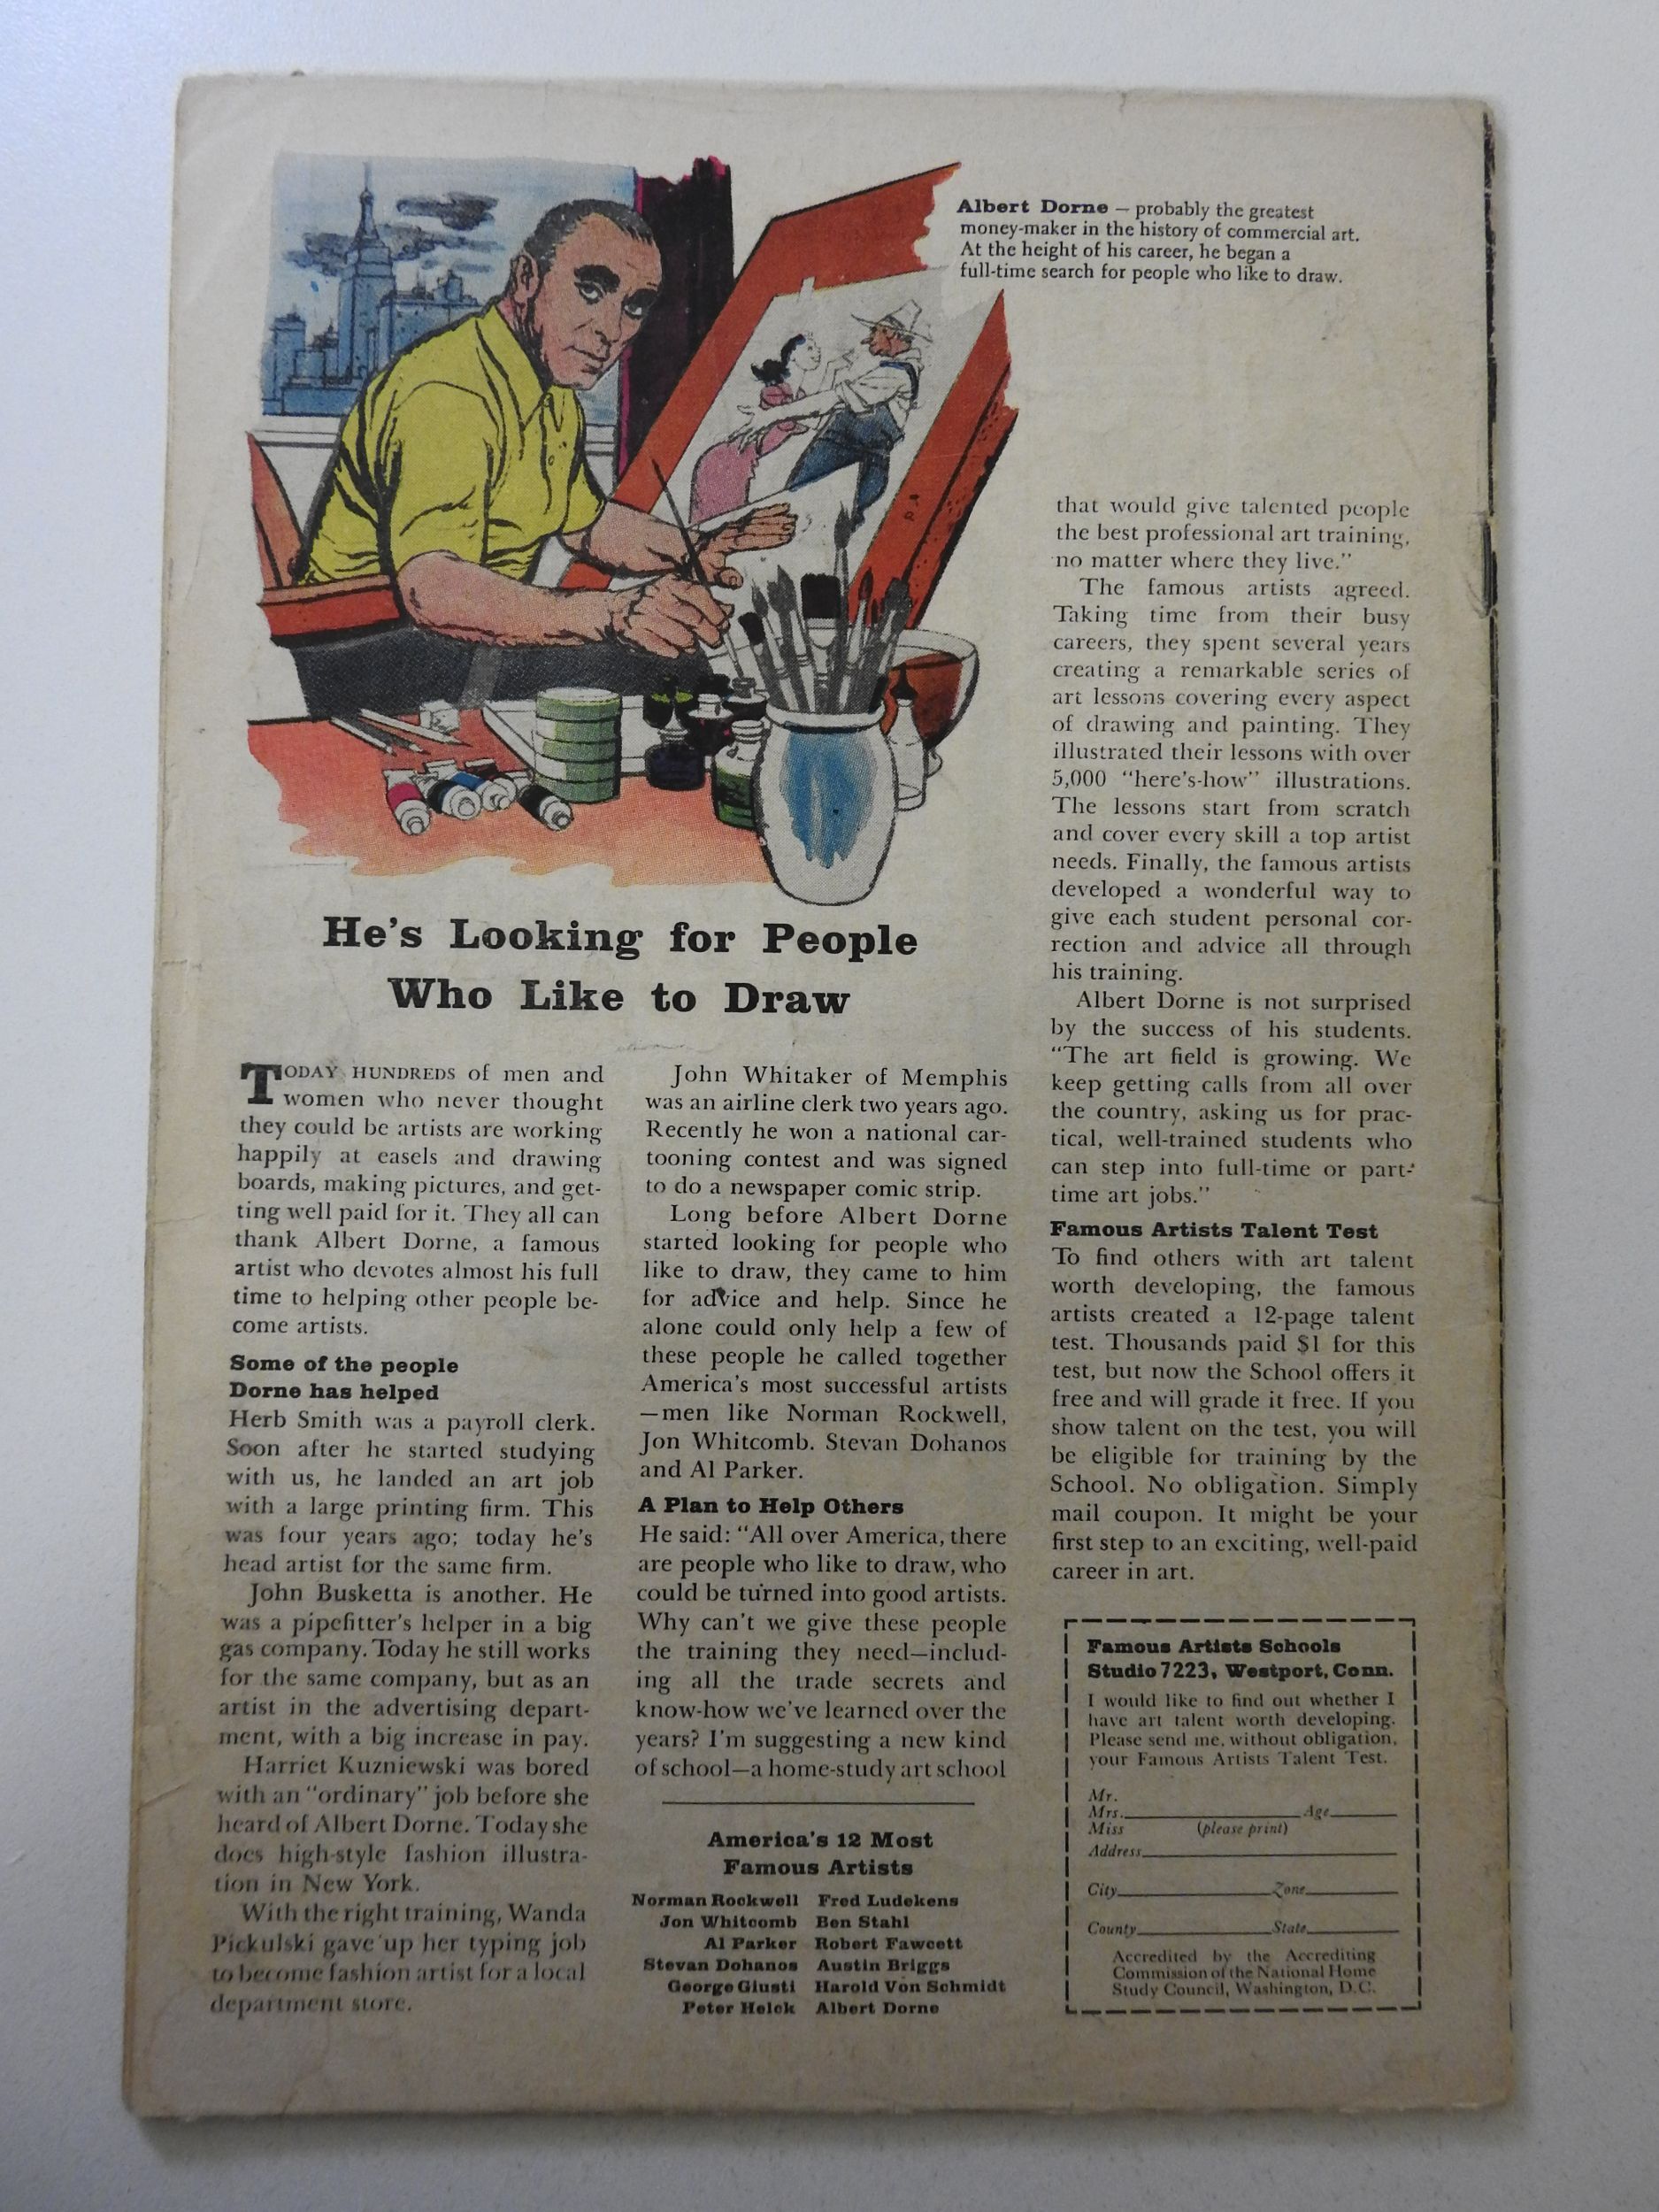 Albert Dorne — probably the greatest
money-maker in the history of commercial art.
At the height of his career, he began a
full-time search for people who like to draw.
He's Looking for People
Who Like to Draw
TODAY HUNDREDS of men and
women who never thought
they could be artists are working
happily at easels and drawing
boards, making pictures, and get-
ting well paid for it. They all can
thank Albert Dorne, a famous
artist who devotes almost his full
time to helping other people be-
come artists.
Some of the people
Dorne has helped
Herb Smith was a payroll clerk.
Soon after he started studying
with us, he landed an art job
with a large printing firm. This
was four years ago; today he's
head artist for the same firm.
John Busketta is another. He
was a pipefitter's helper in a big
gas company. Today he still works
for the same company, but as an
artist in the advertising depart-
ment, with a big increase in pay.
Harriet Kuzniewski was bored
with an "ordinary" job before she
heard of Albert Dorne. Today she
does high-style fashion illustra-
tion in New York.
With the right training, Wanda
Pickulski gave up her typing job
to become fashion artist for a local
department store.
John Whitaker of Memphis
was an airline clerk two years ago.
Recently he won a national car-
tooning contest and was signed
to do a newspaper comic strip.
Long before Albert Dorne
started looking for people who
like to draw, they came to him
for advice and help. Since he
alone could only help a few of
these people he called together
America's most successful artists
—men like Norman Rockwell,
Jon Whitcomb. Stevan Dohanos
and Al Parker.
A Plan to Help Others
He said: "All over America, there
are people who like to draw, who
could be turned into good artists.
Why can't we give these people
the training they need—includ-
ing all the trade secrets and
know-how we've learned over the
years? I'm suggesting a new kind
of school—a home-study art school
America's 12 Most
Famous Artists
Norman Rockwell Fred Ludekens
Jon Whitcomb Ben Stahl
Al Parker Robert Fawcett
Stevan Dohanos Austin Briggs
George Giusti Harold Von Schmidt
Peter Helck Albert Dorne
that would give talented people
the best professional art training,
no matter where they live."
The famous artists agreed.
Taking time from their busy
careers, they spent several years
creating a remarkable series of
art lessons covering every aspect
of drawing and painting. They
illustrated their lessons with over
5,000 "here's-how" illustrations.
The lessons start from scratch
and cover every skill a top artist
needs. Finally, the famous artists
developed a wonderful way to
give each student personal cor-
rection and advice all through
his training.
Albert Dorne is not surprised
by the success of his students.
"The art field is growing. We
keep getting calls from all over
the country, asking us for prac-
tical, well-trained students who
can step into full-time or part-
time art jobs."
Famous Artists Talent Test
To find others with art talent
worth developing, the famous
artists created a 12-page talent
test. Thousands paid $1 for this
test, but now the School offers it
free and will grade it free. If you
show talent on the test, you will
be eligible for training by the
School. No obligation. Simply
mail coupon. It might be your
first step to an exciting, well-paid
career in art.
Famous Artists Schools
Studio 7223, Westport, Conn.
I would like to find out whether I
have art talent worth developing.
Please send me, without obligation,
your Famous Artists Talent Test.
Mr.
Mrs. Age
Miss (please print)
Address
City Zone
County State
Accredited by the Accrediting
Commission of the National Home
Study Council, Washington, D.C.